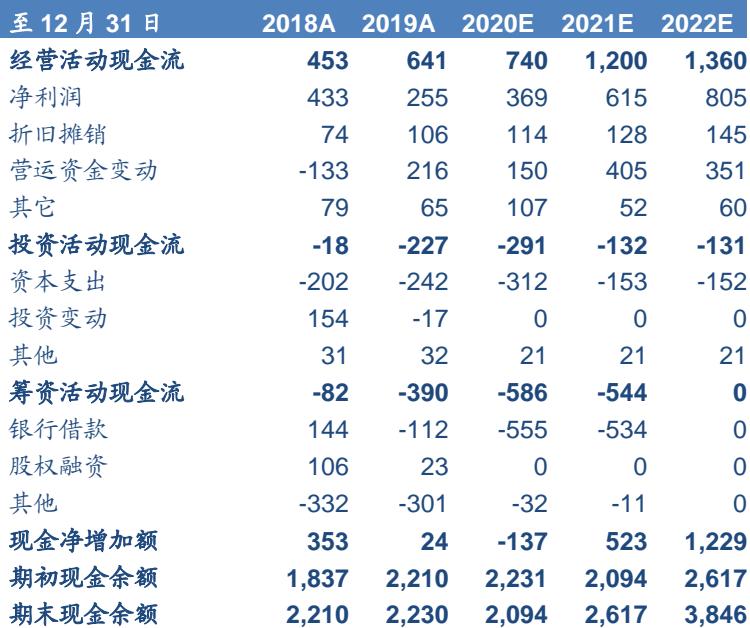 至 12 月 31 日 2018A 2019A 2020E 2021E 2022E
经营活动现金流 453 641 740 1,200 1,360
净利润 433 255 369 615 805
折旧摊销 74 106 114 128 145
营运资金变动 -133 216 150 405 351
其它 79 65 107 52 60
投资活动现金流 -18 -227 -291 -132 -131
资本支出 -202 -242 -312 -153 -152
投资变动 154 -17 0 0 0
其他 31 32 21 21 21
筹资活动现金流 -82 -390 -586 -544 0
银行借款 144 -112 -555 -534 0
股权融资 106 23 0 0 0
其他 -332 -301 -32 -11 0
现金净增加额 353 24 -137 523 1,229
期初现金余额 1,837 2,210 2,231 2,094 2,617
期末现金余额 2,210 2,230 2,094 2,617 3,846